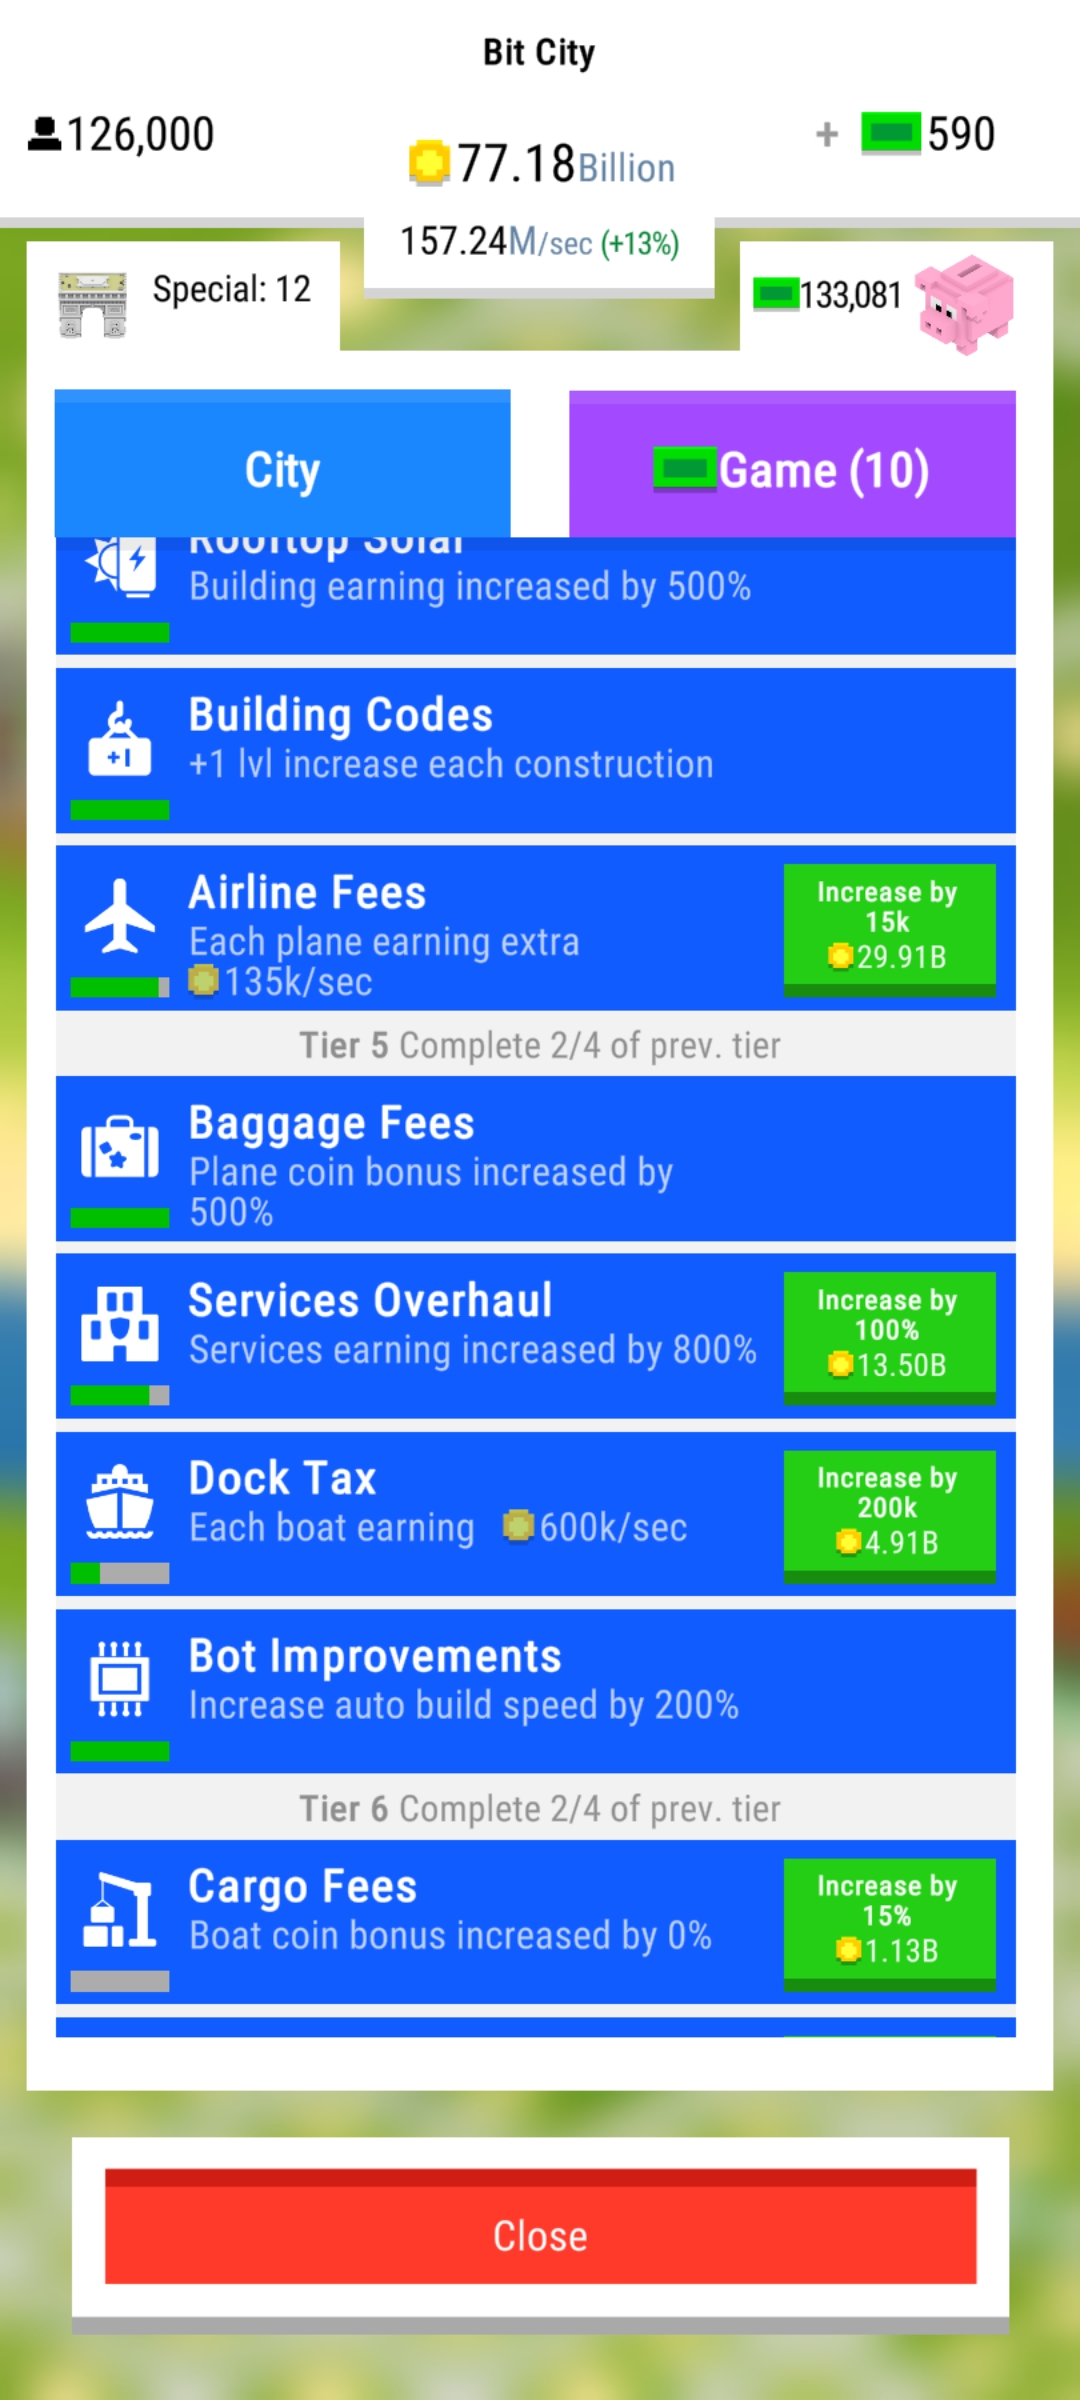 Bit City
126,000
77.18Billion
+ 590
157.24M/sec (+13%)
Special: 12
133,081
City
Game (10)
Rooftop Solar
Building earning increased by 500%
Building Codes
+1
+1 lvl increase each construction
Airline Fees
Each plane earning extra
135k/sec
Increase by
15k
29.91B
Tier 5 Complete 2/4 of prev. tier
Baggage Fees
Plane coin bonus increased by
500%
Services Overhaul
Services earning increased by 800%
Increase by
100%
13.50B
Dock Tax
Each boat earning 600k/sec
Increase by
200k
4.91B
Bot Improvements
Increase auto build speed by 200%
Tier 6 Complete 2/4 of prev. tier
Cargo Fees
Boat coin bonus increased by 0%
Increase by
15%
1.13B
Close